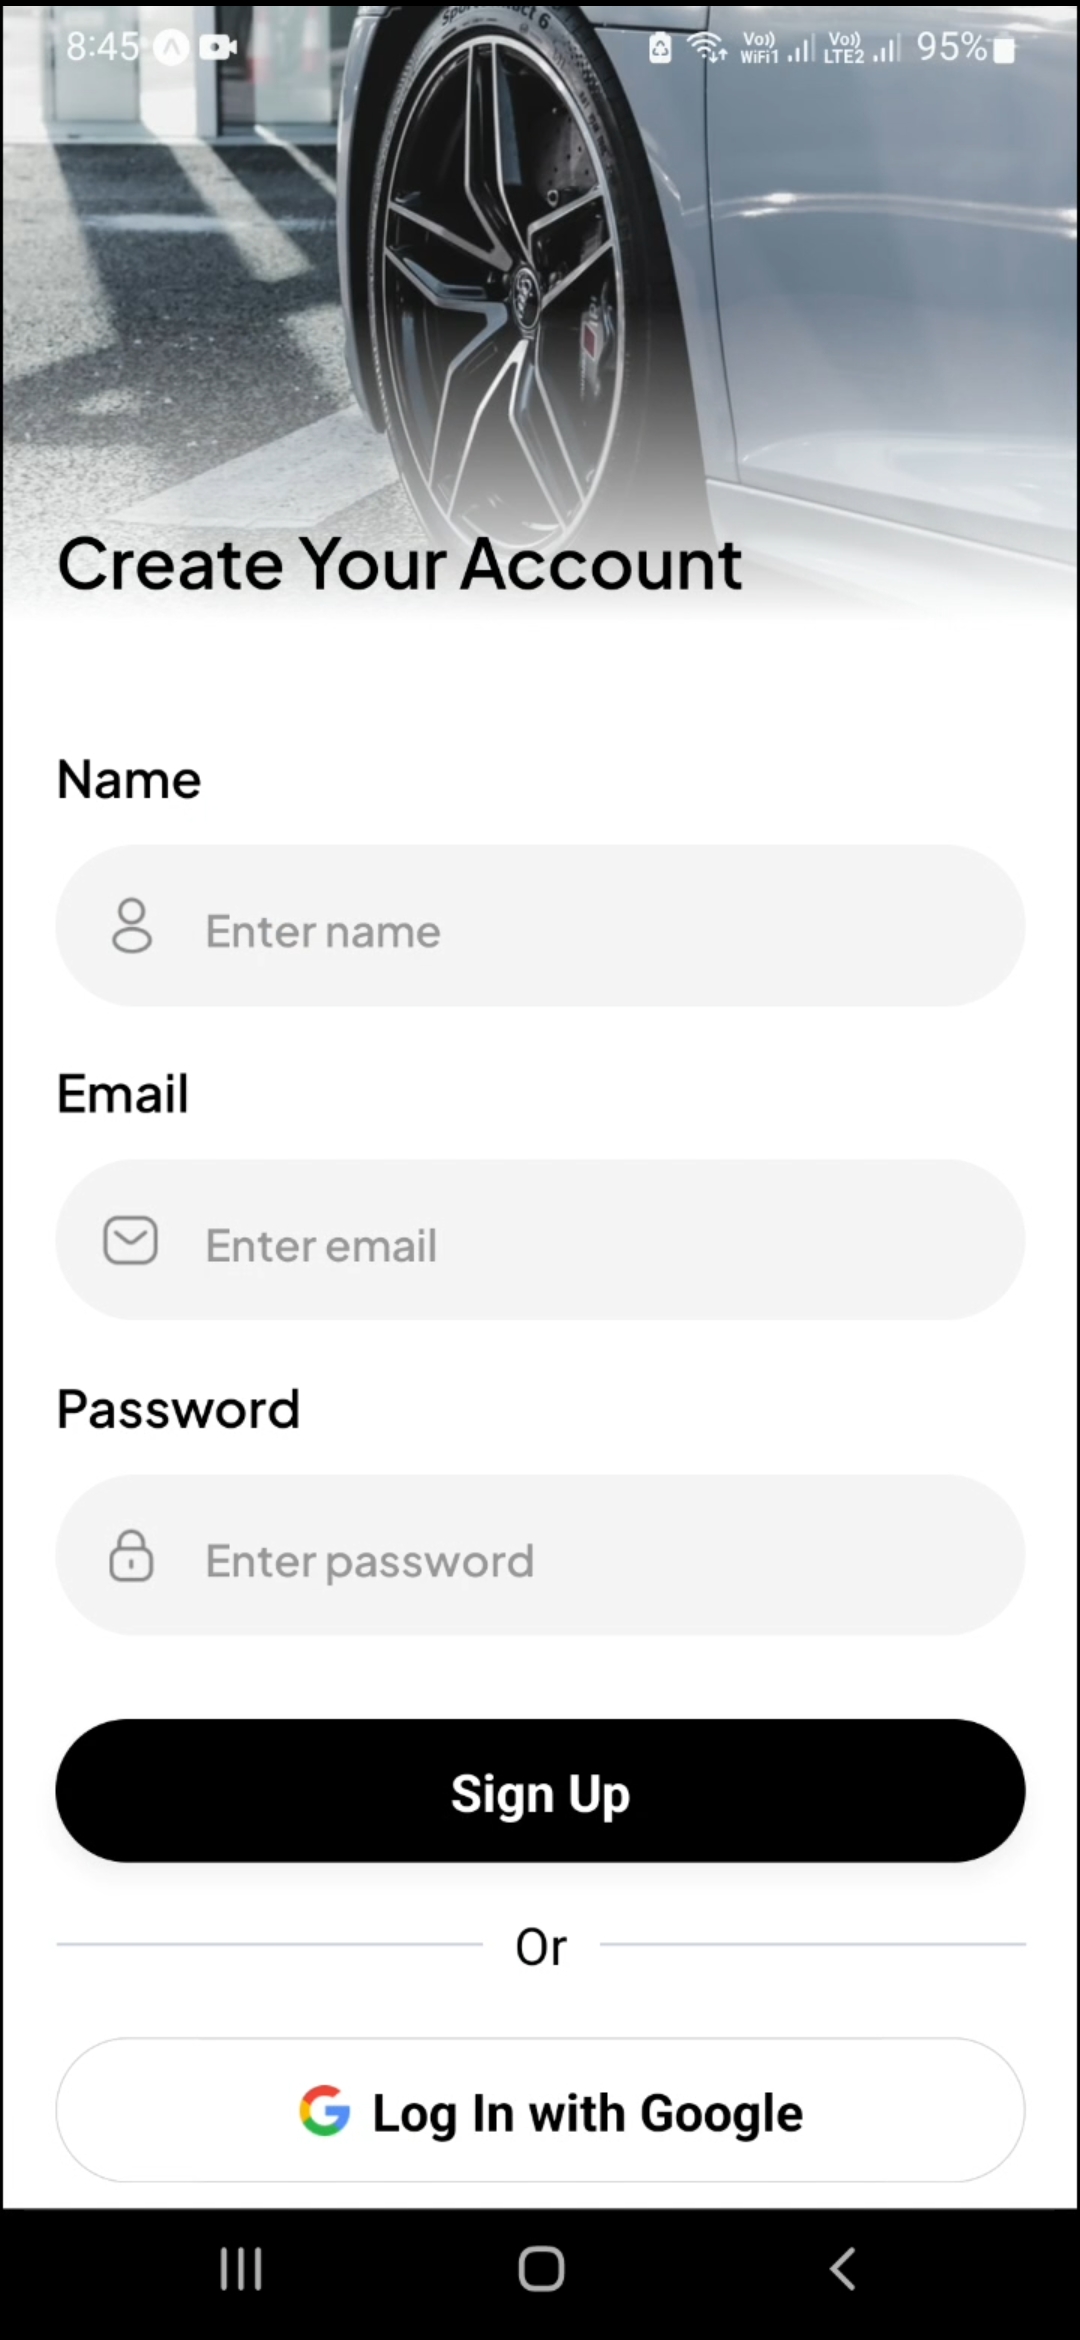 8:45 Vo)) WiFi1 Vo)) LTE2 95%
Create Your Account
Name
Enter name
Email
Enter email
Password
Enter password
Sign Up
Or
Log In with Google